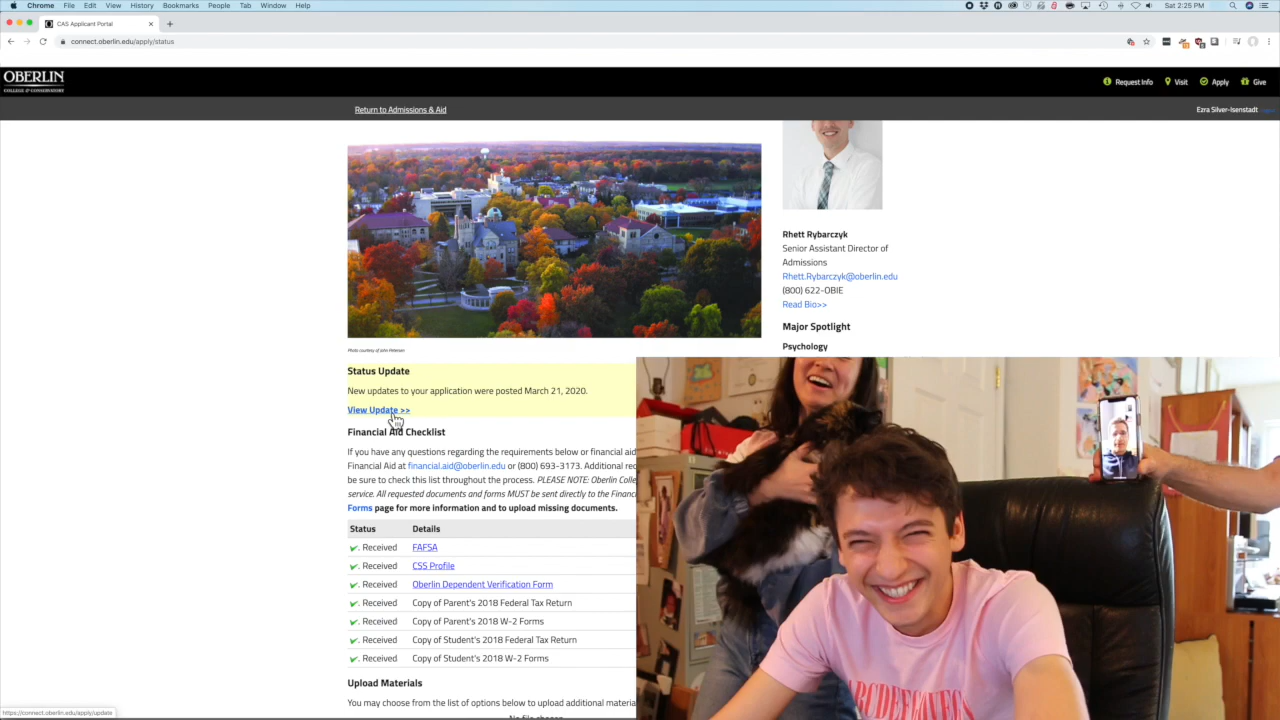 Chrome File Edit View History Bookmarks People Tab Window Help
Sat 2:25 PM
CAS Applicant Portal
connect.oberlin.edu/apply/status
OBERLIN
COLLEGE & CONSERVATORY
Request Info Visit Apply Give
Return to Admissions & Aid
Ezra Silver-Isenstadt
Photo courtesy of John Petersen
Rhett Rybarczyk
Senior Assistant Director of
Admissions
Rhett.Rybarczyk@oberlin.edu
(800) 622-OBIE
Read Bio>>
Major Spotlight
Psychology
Status Update
New updates to your application were posted March 21, 2020.
View Update >>
Financial Aid Checklist
If you have any questions regarding the requirements below or financial aid
Financial Aid at financial.aid@oberlin.edu or (800) 693-3173. Additional
be sure to check this list throughout the process. PLEASE NOTE: Oberlin
service. All requested documents and forms MUST be sent directly to the
Forms page for more information and to upload missing documents.
Status Details
Received FAFSA
Received CSS Profile
Received Oberlin Dependent Verification Form
Received Copy of Parent's 2018 Federal Tax Return
Received Copy of Parent's 2018 W-2 Forms
Received Copy of Student's 2018 Federal Tax Return
Received Copy of Student's 2018 W-2 Forms
Upload Materials
You may choose from the list of options below to upload additional
https://connect.oberlin.edu/apply/update